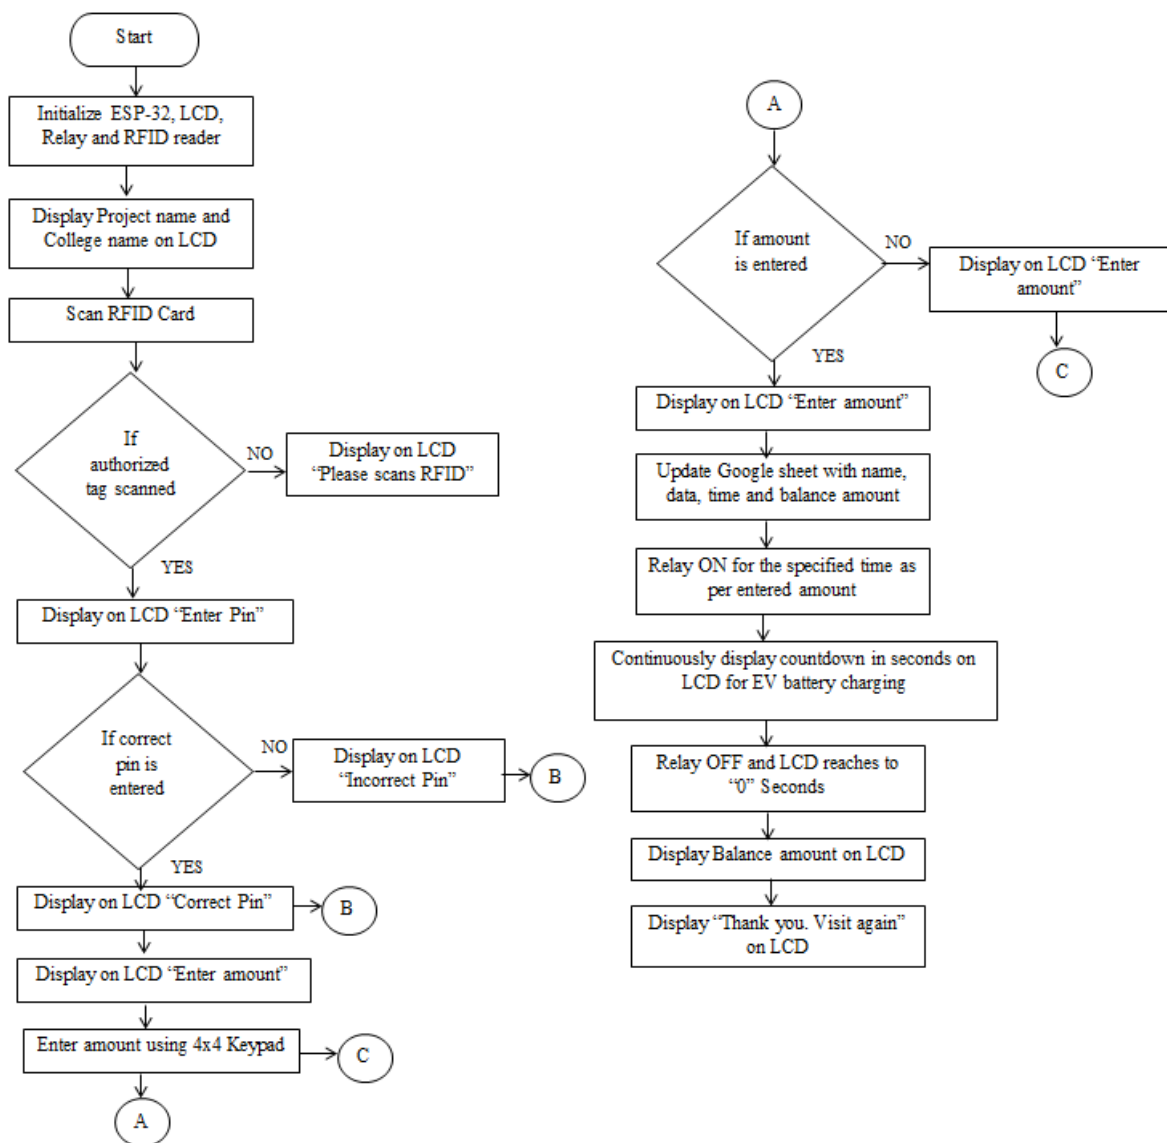 Start
Initialize ESP-32, LCD,
Relay and RFID reader
Display Project name and
College name on LCD
Scan RFID Card
If
authorized
tag scanned
NO
Display on LCD
“Please scans RFID”
YES
Display on LCD “Enter Pin”
If correct
pin is
entered
NO
Display on LCD
“Incorrect Pin”
B
YES
Display on LCD “Correct Pin”
B
Display on LCD “Enter amount”
Enter amount using 4x4 Keypad
C
A
A
If amount
is entered
NO
Display on LCD “Enter
amount”
C
YES
Display on LCD “Enter amount”
Update Google sheet with name,
data, time and balance amount
Relay ON for the specified time as
per entered amount
Continuously display countdown in seconds on
LCD for EV battery charging
Relay OFF and LCD reaches to
“0” Seconds
Display Balance amount on LCD
Display “Thank you. Visit again”
on LCD